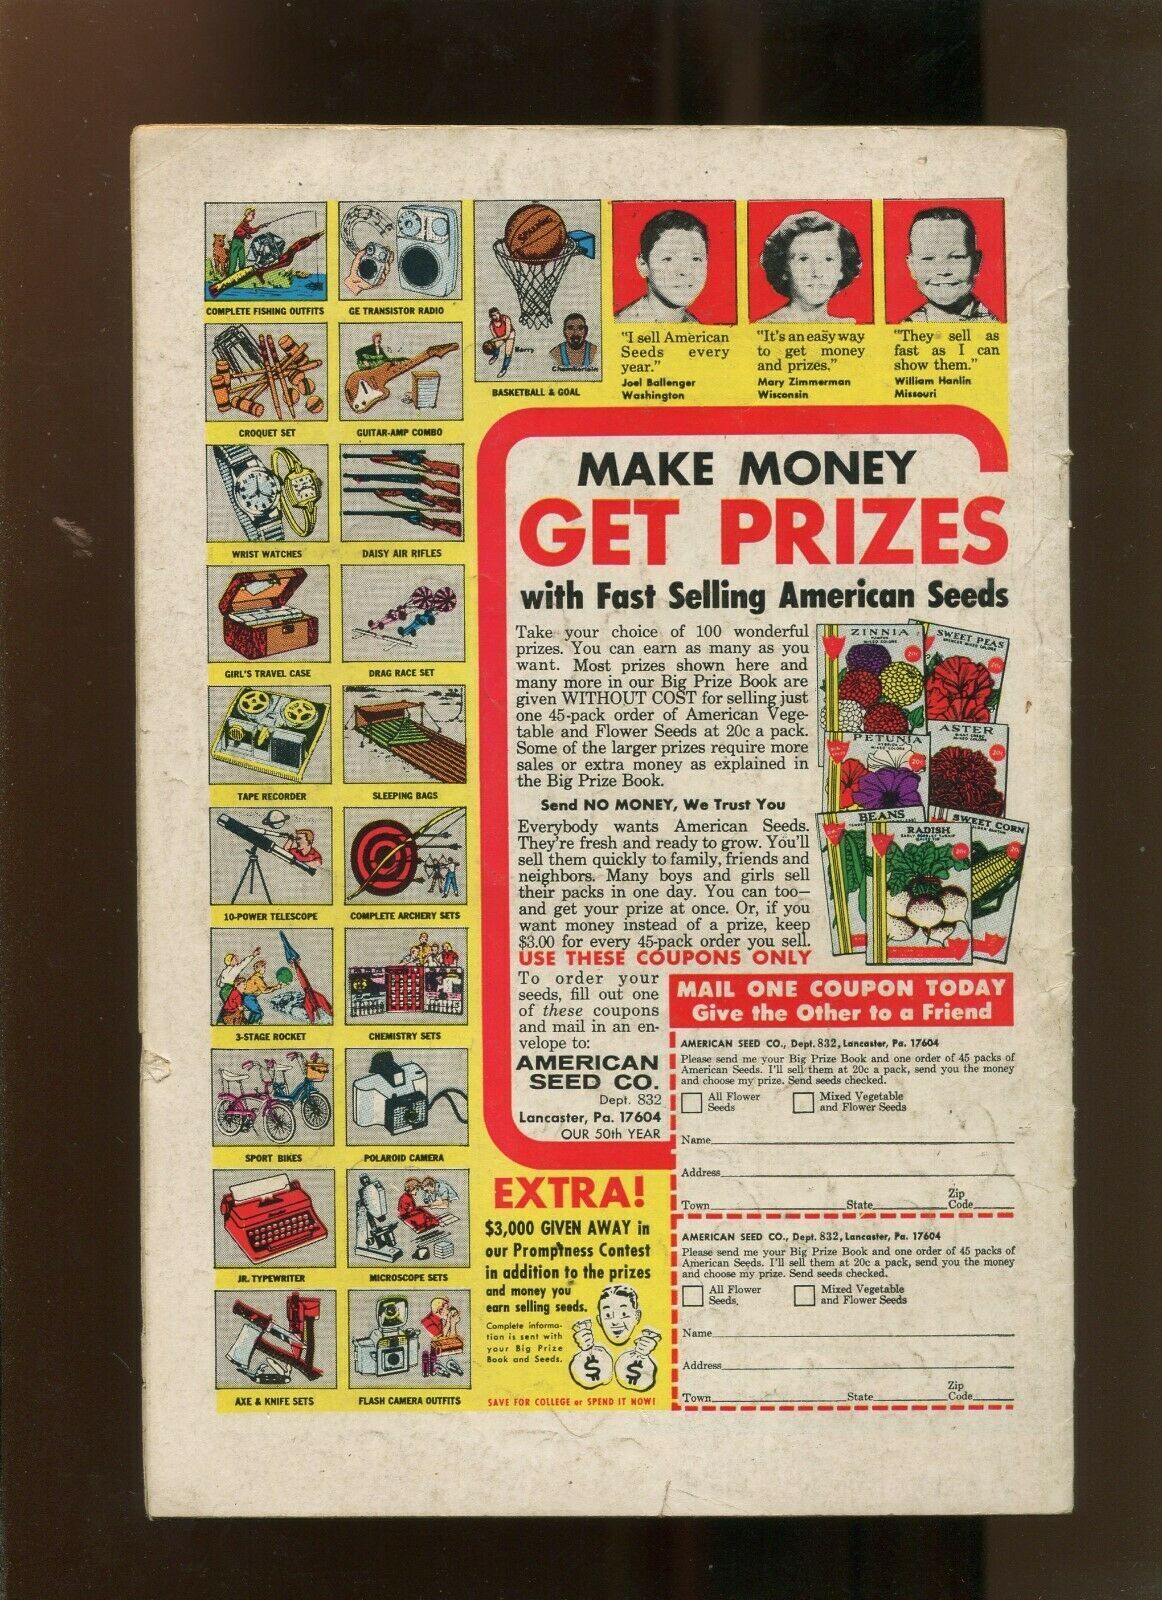 COMPLETE FISHING OUTFITS
GE TRANSISTOR RADIO
SPALDING
Barry
Chamberlain
BASKETBALL & GOAL
CROQUET SET
GUITAR-AMP COMBO
WRIST WATCHES
DAISY AIR RIFLES
GIRL'S TRAVEL CASE
DRAG RACE SET
TAPE RECORDER
SLEEPING BAGS
10-POWER TELESCOPE
COMPLETE ARCHERY SETS
3-STAGE ROCKET
CHEMISTRY SETS
SPORT BIKES
POLAROID CAMERA
JR. TYPEWRITER
MICROSCOPE SETS
AXE & KNIFE SETS
FLASH CAMERA OUTFITS
"I sell American
Seeds every
year."
Joel Ballenger
Washington
"It's an easy way
to get money
and prizes."
Mary Zimmerman
Wisconsin
"They sell as
fast as I can
show them."
William Hanlin
Missouri
MAKE MONEY
GET PRIZES
with Fast Selling American Seeds
Take your choice of 100 wonderful
prizes. You can earn as many as you
want. Most prizes shown here and
many more in our Big Prize Book are
given WITHOUT COST for selling just
one 45-pack order of American Vege-
table and Flower Seeds at 20c a pack.
Some of the larger prizes require more
sales or extra money as explained in
the Big Prize Book.
Send NO MONEY, We Trust You
Everybody wants American Seeds.
They're fresh and ready to grow. You'll
sell them quickly to family, friends and
neighbors. Many boys and girls sell
their packs in one day. You can too—
and get your prize at once. Or, if you
want money instead of a prize, keep
$3.00 for every 45-pack order you sell.
USE THESE COUPONS ONLY
ZINNIA
MIXED COLORS
20c
SWEET PEAS
20c
PETUNIA
MIXED COLORS
20c
ASTER
MIXED COLORS
20c
BEANS
RADISH
20c
SWEET CORN
20c
To order your
seeds, fill out one
of these coupons
and mail in an en-
velope to:
AMERICAN
SEED CO.
Dept. 832
Lancaster, Pa. 17604
OUR 50th YEAR
MAIL ONE COUPON TODAY
Give the Other to a Friend
AMERICAN SEED CO., Dept. 832, Lancaster, Pa. 17604
Please send me your Big Prize Book and one order of 45 packs of
American Seeds. I'll sell them at 20c a pack, send you the money
and choose my prize. Send seeds checked.
All Flower
Seeds
Mixed Vegetable
and Flower Seeds
Name
Address
Town State Zip Code
AMERICAN SEED CO., Dept. 832, Lancaster, Pa. 17604
Please send me your Big Prize Book and one order of 45 packs of
American Seeds. I'll sell them at 20c a pack, send you the money
and choose my prize. Send seeds checked.
All Flower
Seeds.
Mixed Vegetable
and Flower Seeds
Name
Address
Town State Zip Code
EXTRA!
$3,000 GIVEN AWAY in
our Promptness Contest
in addition to the prizes
and money you
earn selling seeds.
Complete informa-
tion is sent with
your Big Prize
Book and Seeds.
$ $
SAVE FOR COLLEGE or SPEND IT NOW!